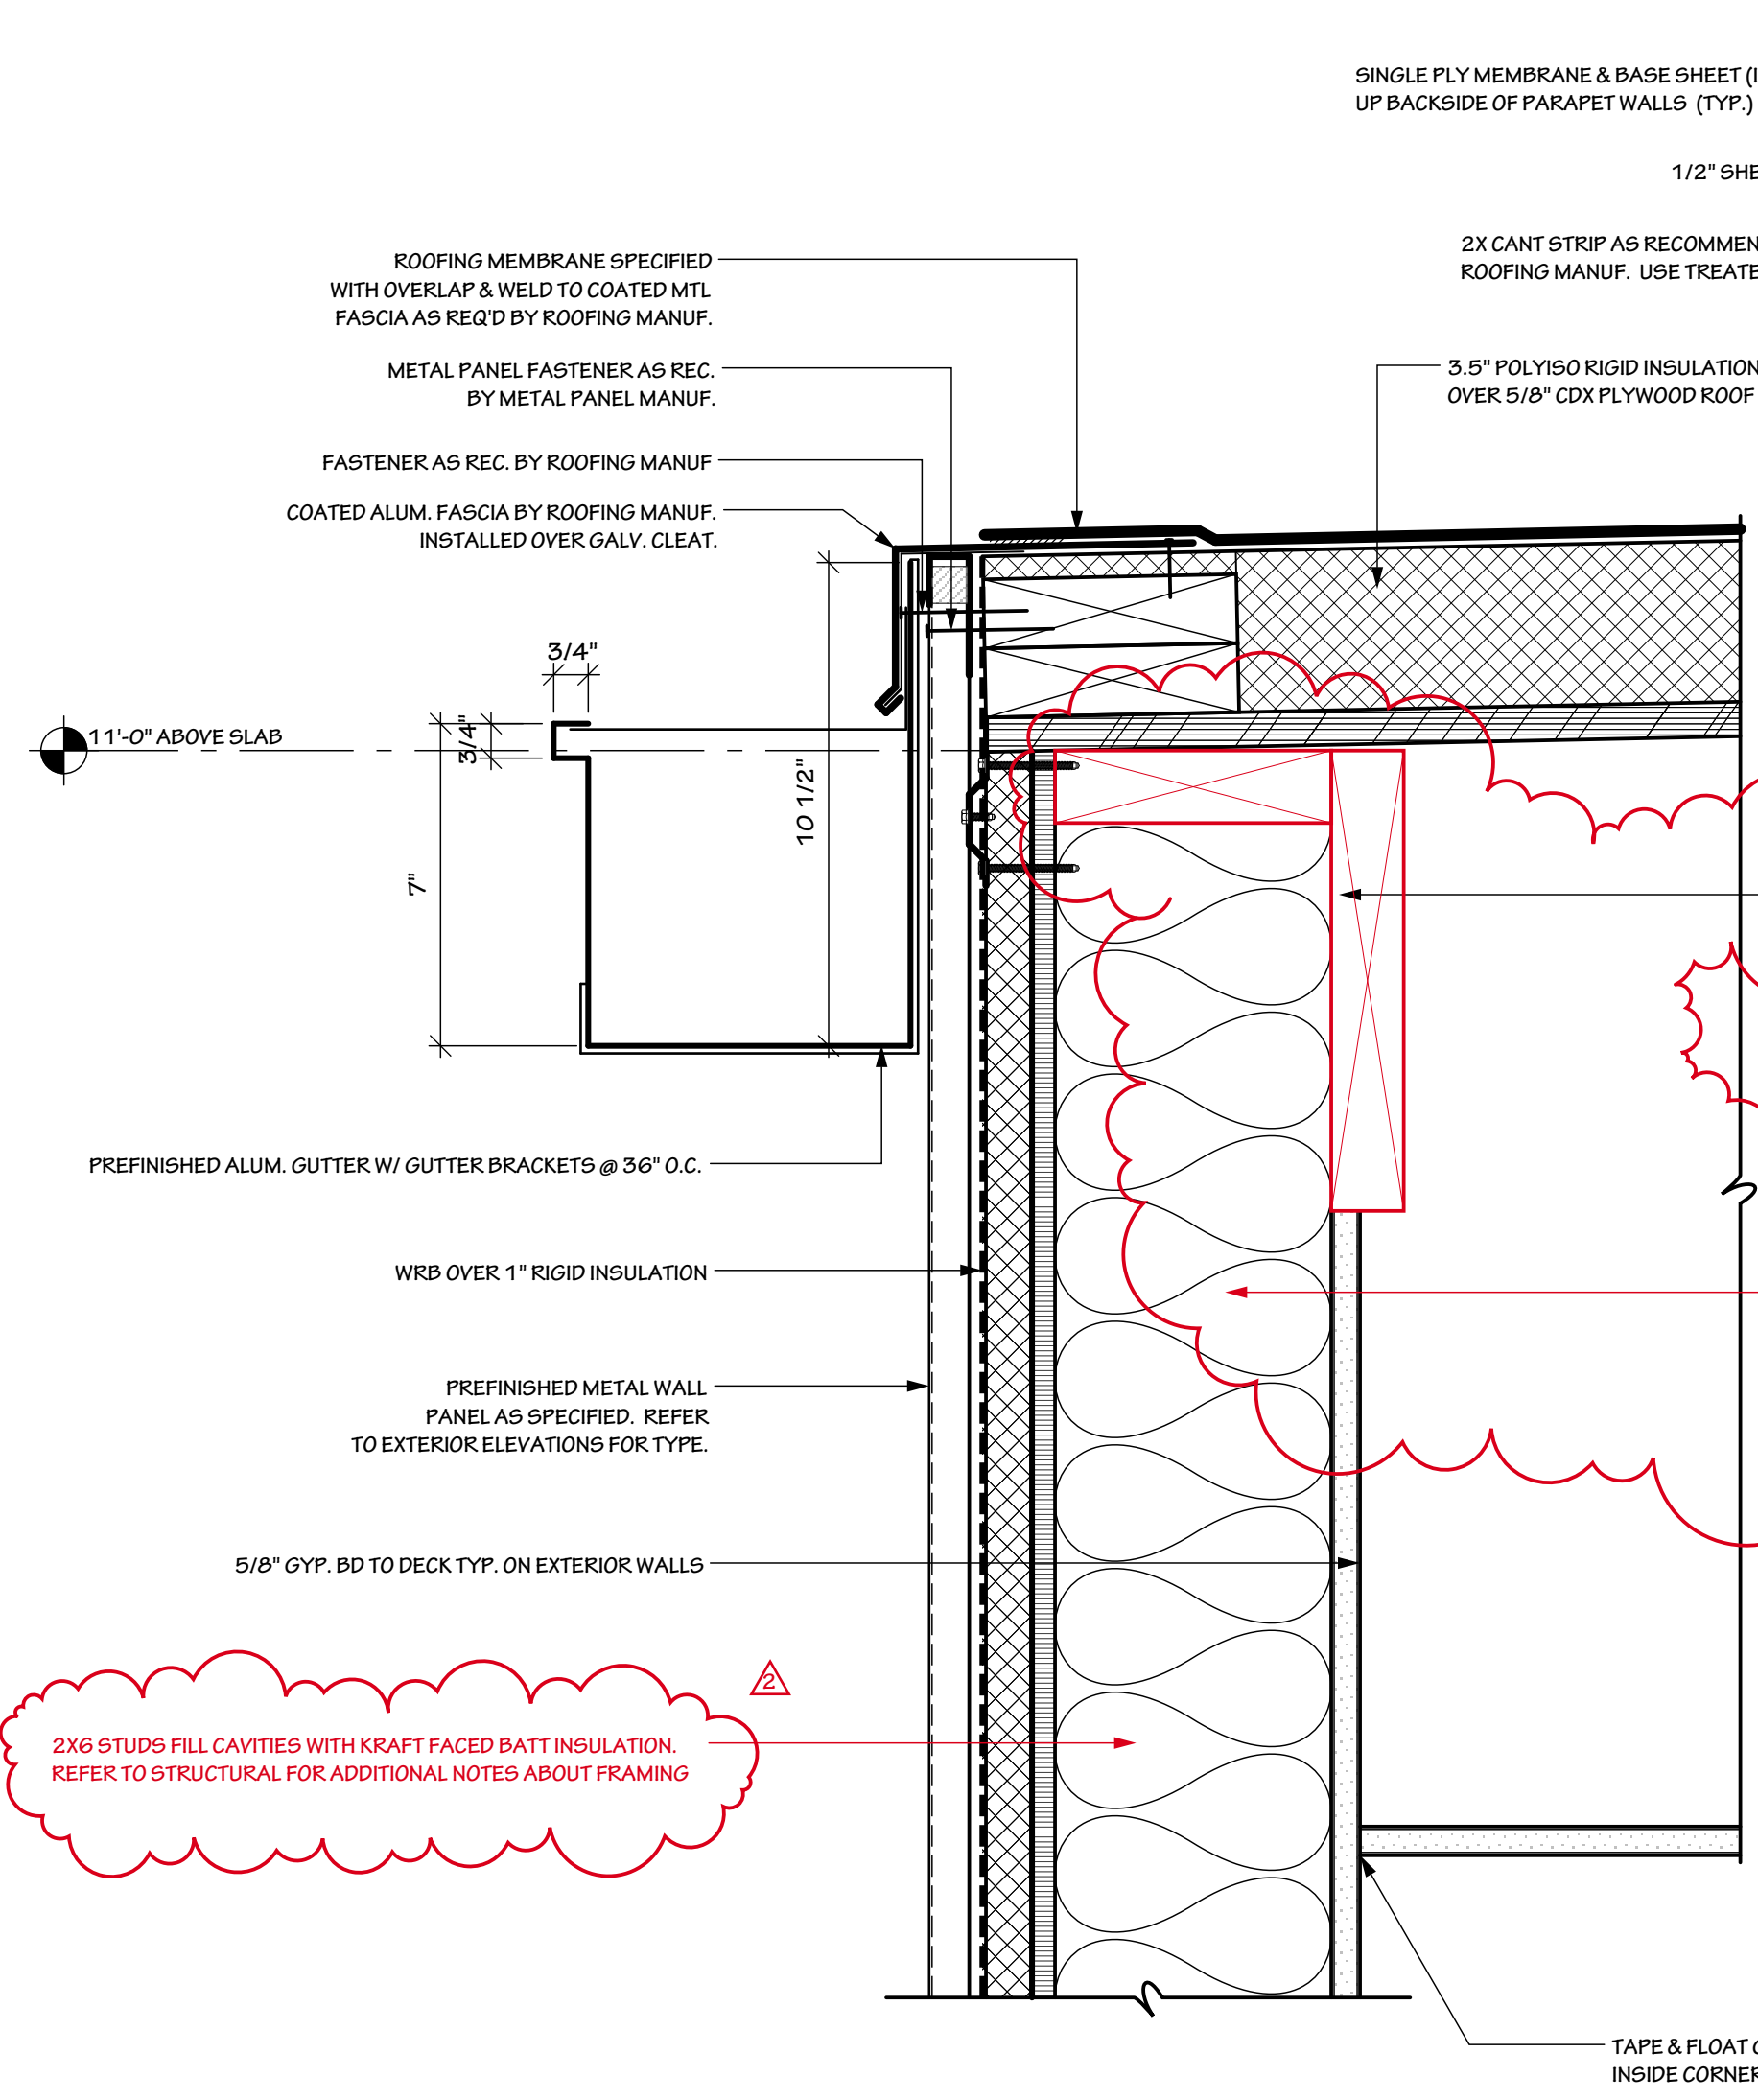 SINGLE PLY MEMBRANE & BASE SHEET
UP BACKSIDE OF PARAPET WALLS (TYP.)
1/2"
2X CANT STRIP AS
ROOFING MANUF. USE
ROOFING MEMBRANE SPECIFIED
WITH OVERLAP & WELD TO COATED MTL
FASCIA AS REQ'D BY ROOFING MANUF.
METAL PANEL FASTENER AS REC.
BY METAL PANEL MANUF.
3.5" POLYISO RIGID INSULATION
OVER 5/8" CDX PLYWOOD ROOF
FASTENER AS REC. BY ROOFING MANUF
COATED ALUM. FASCIA BY ROOFING MANUF.
INSTALLED OVER GALV. CLEAT.
3/4"
3/4"
11'-0" ABOVE SLAB
10 1/2"
7"
PREFINISHED ALUM. GUTTER W/ GUTTER BRACKETS @ 36" O.C.
WRB OVER 1" RIGID INSULATION
PREFINISHED METAL WALL
PANEL AS SPECIFIED. REFER
TO EXTERIOR ELEVATIONS FOR TYPE.
5/8" GYP. BD TO DECK TYP. ON EXTERIOR WALLS
2
2X6 STUDS FILL CAVITIES WITH KRAFT FACED BATT INSULATION.
REFER TO STRUCTURAL FOR ADDITIONAL NOTES ABOUT FRAMING
TAPE & FLOAT
INSIDE